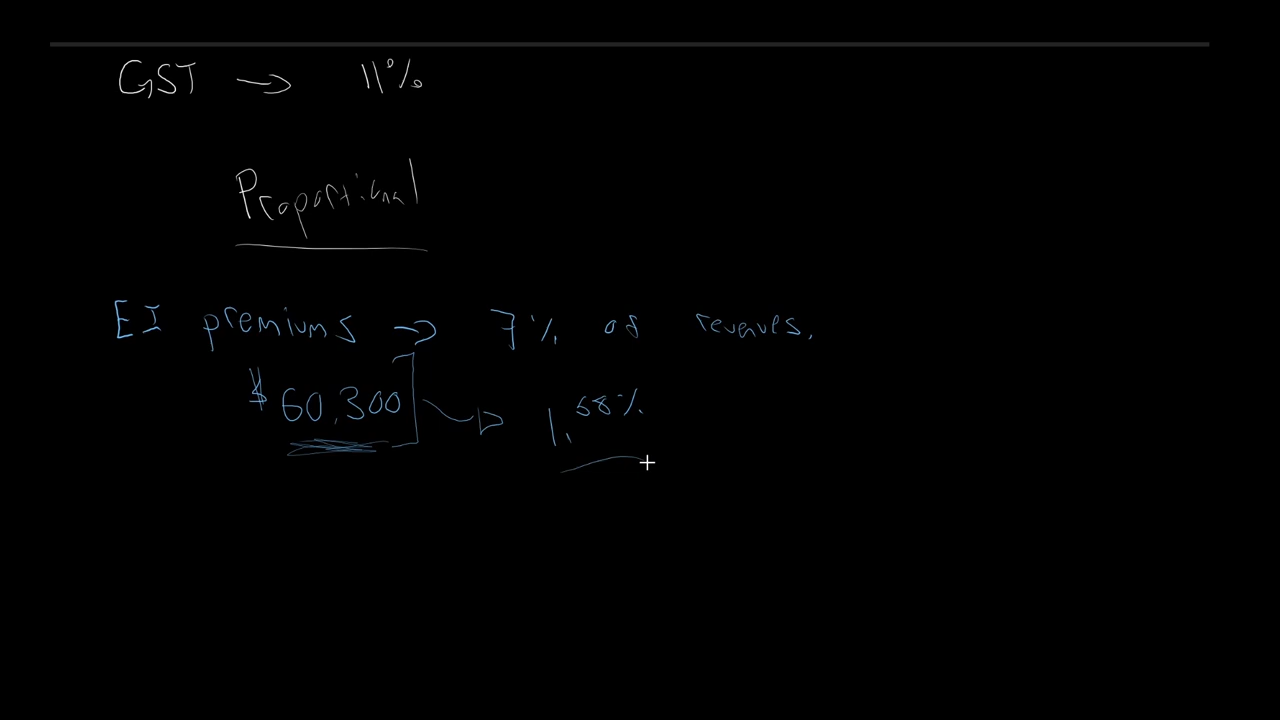 GST → 11%
Proportional
EI premiums → 7% of revenues.
$60,300 → 1.58%